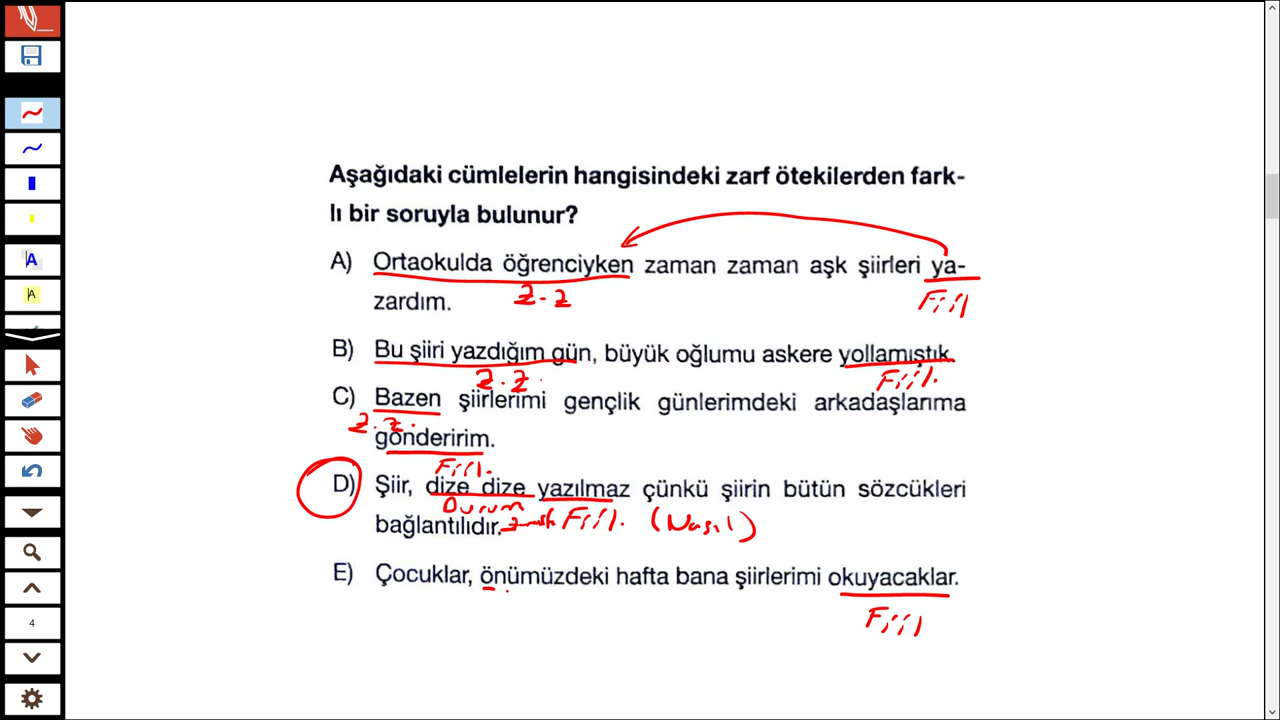 Aşağıdaki cümlelerin hangisindeki zarf ötekilerden fark-
lı bir soruyla bulunur?
A) Ortaokulda öğrenciyken zaman zaman aşk şiirleri ya-
z.z Fiil
zardım.
B) Bu şiiri yazdığım gün, büyük oğlumu askere yollamıştık.
z.z. Fiil.
C) Bazen şiirlerimi gençlik günlerimdeki arkadaşlarıma
z.z.
gönderirim.
Fiil.
D) Şiir, dize dize yazılmaz çünkü şiirin bütün sözcükleri
Durum
bağlantılıdır. Fiil. (Nasıl)
E) Çocuklar, önümüzdeki hafta bana şiirlerimi okuyacaklar.
Fiil
A
A
4